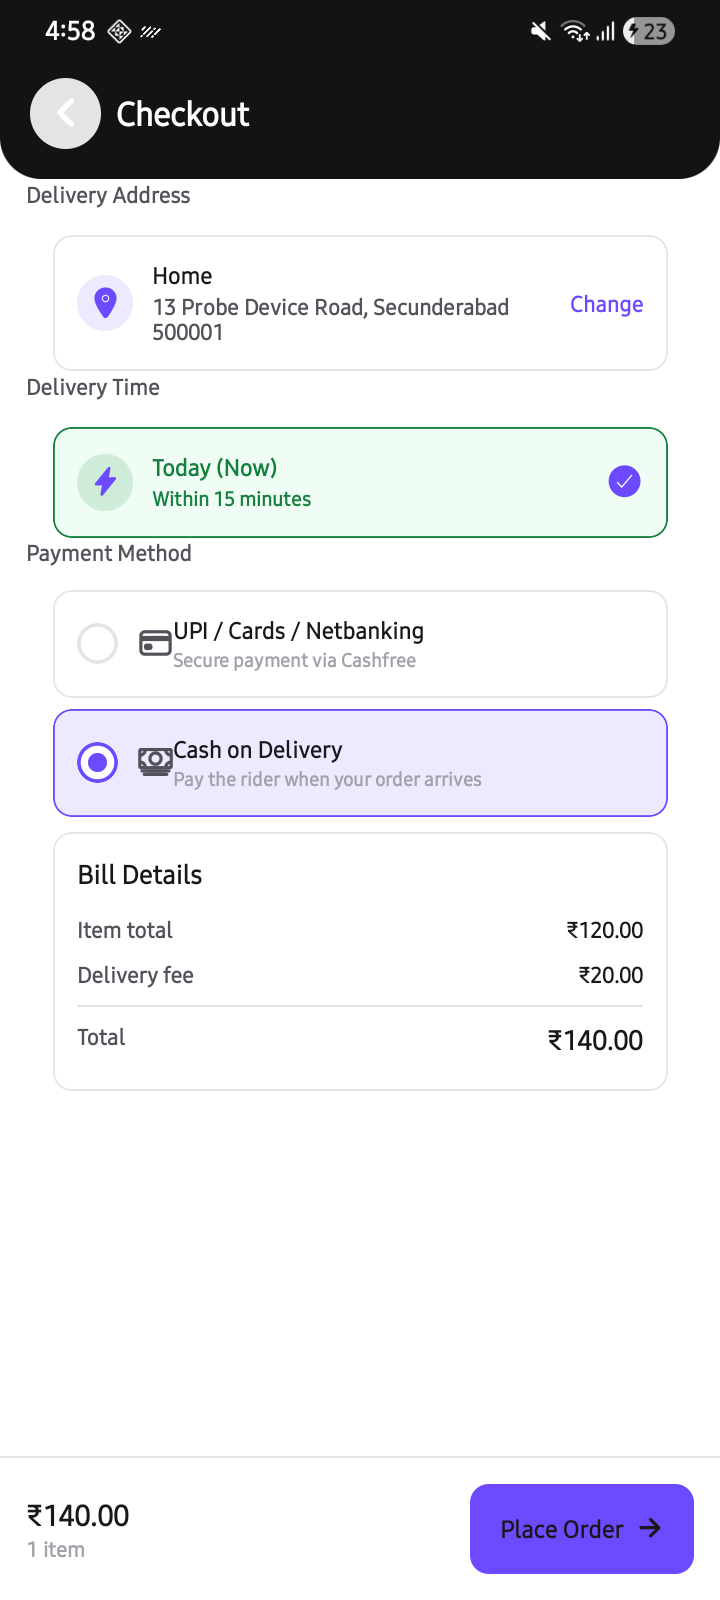 4:58
23
Checkout
Delivery Address
Home
13 Probe Device Road, Secunderabad
500001
Change
Delivery Time
Today (Now)
Within 15 minutes
Payment Method
UPI / Cards / Netbanking
Secure payment via Cashfree
Cash on Delivery
Pay the rider when your order arrives
Bill Details
Item total ₹120.00
Delivery fee ₹20.00
Total ₹140.00
₹140.00
1 item
Place Order →